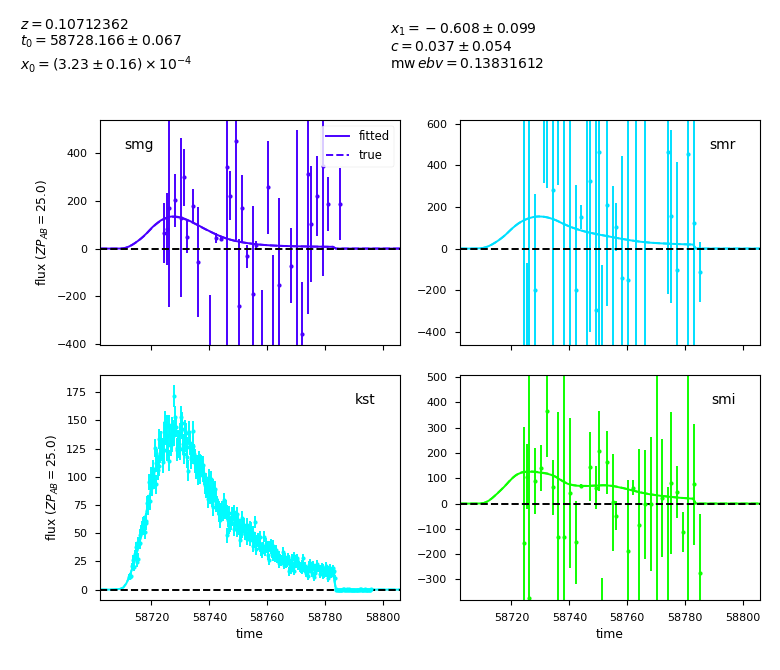 z = 0.10712362
t₀ = 58728.166 ± 0.067
x₀ = (3.23 ± 0.16) × 10⁻⁴
x₁ = −0.608 ± 0.099
c = 0.037 ± 0.054
mw ebv = 0.13831612
smg
fitted
true
flux (ZP_AB = 25.0)
400
200
0
−200
−400
smr
600
400
200
0
−200
−400
kst
flux (ZP_AB = 25.0)
175
150
125
100
75
50
25
0
58720 58740 58760 58780 58800
time
smi
500
400
300
200
100
0
−100
−200
−300
58720 58740 58760 58780 58800
time